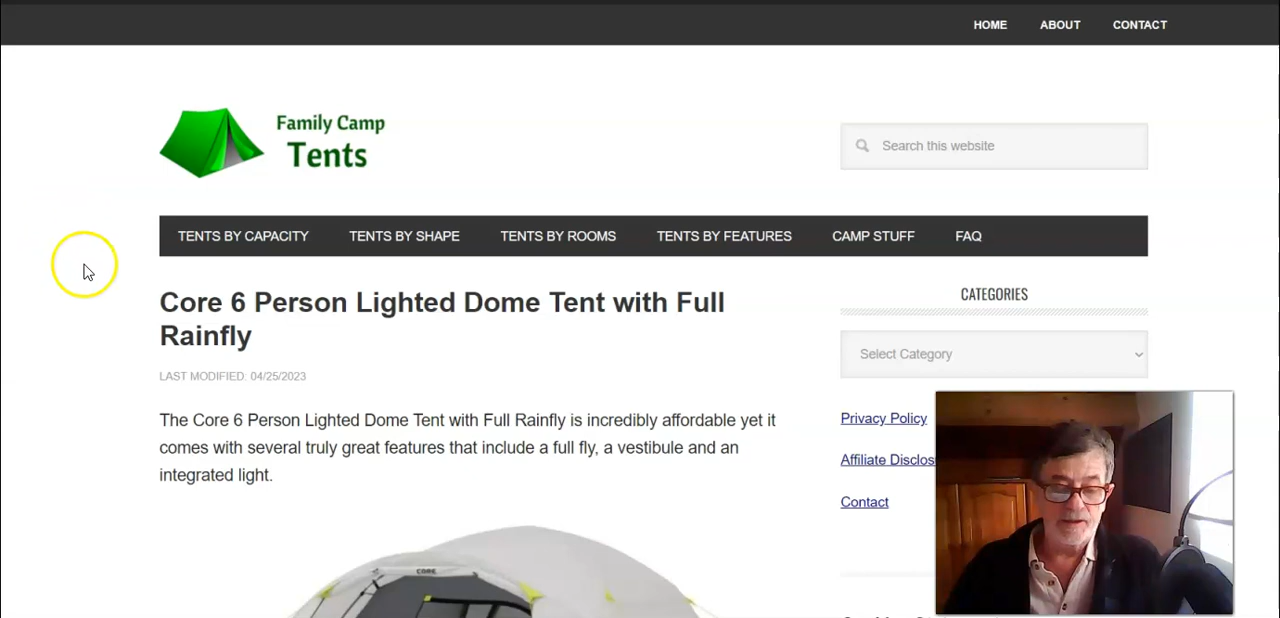 HOME ABOUT CONTACT
Family Camp
Tents
Search this website
TENTS BY CAPACITY TENTS BY SHAPE TENTS BY ROOMS TENTS BY FEATURES CAMP STUFF FAQ
Core 6 Person Lighted Dome Tent with Full
Rainfly
LAST MODIFIED: 04/25/2023
The Core 6 Person Lighted Dome Tent with Full Rainfly is incredibly affordable yet it
comes with several truly great features that include a full fly, a vestibule and an
integrated light.
CORE
CATEGORIES
Select Category
Privacy Policy
Affiliate Disclos
Contact